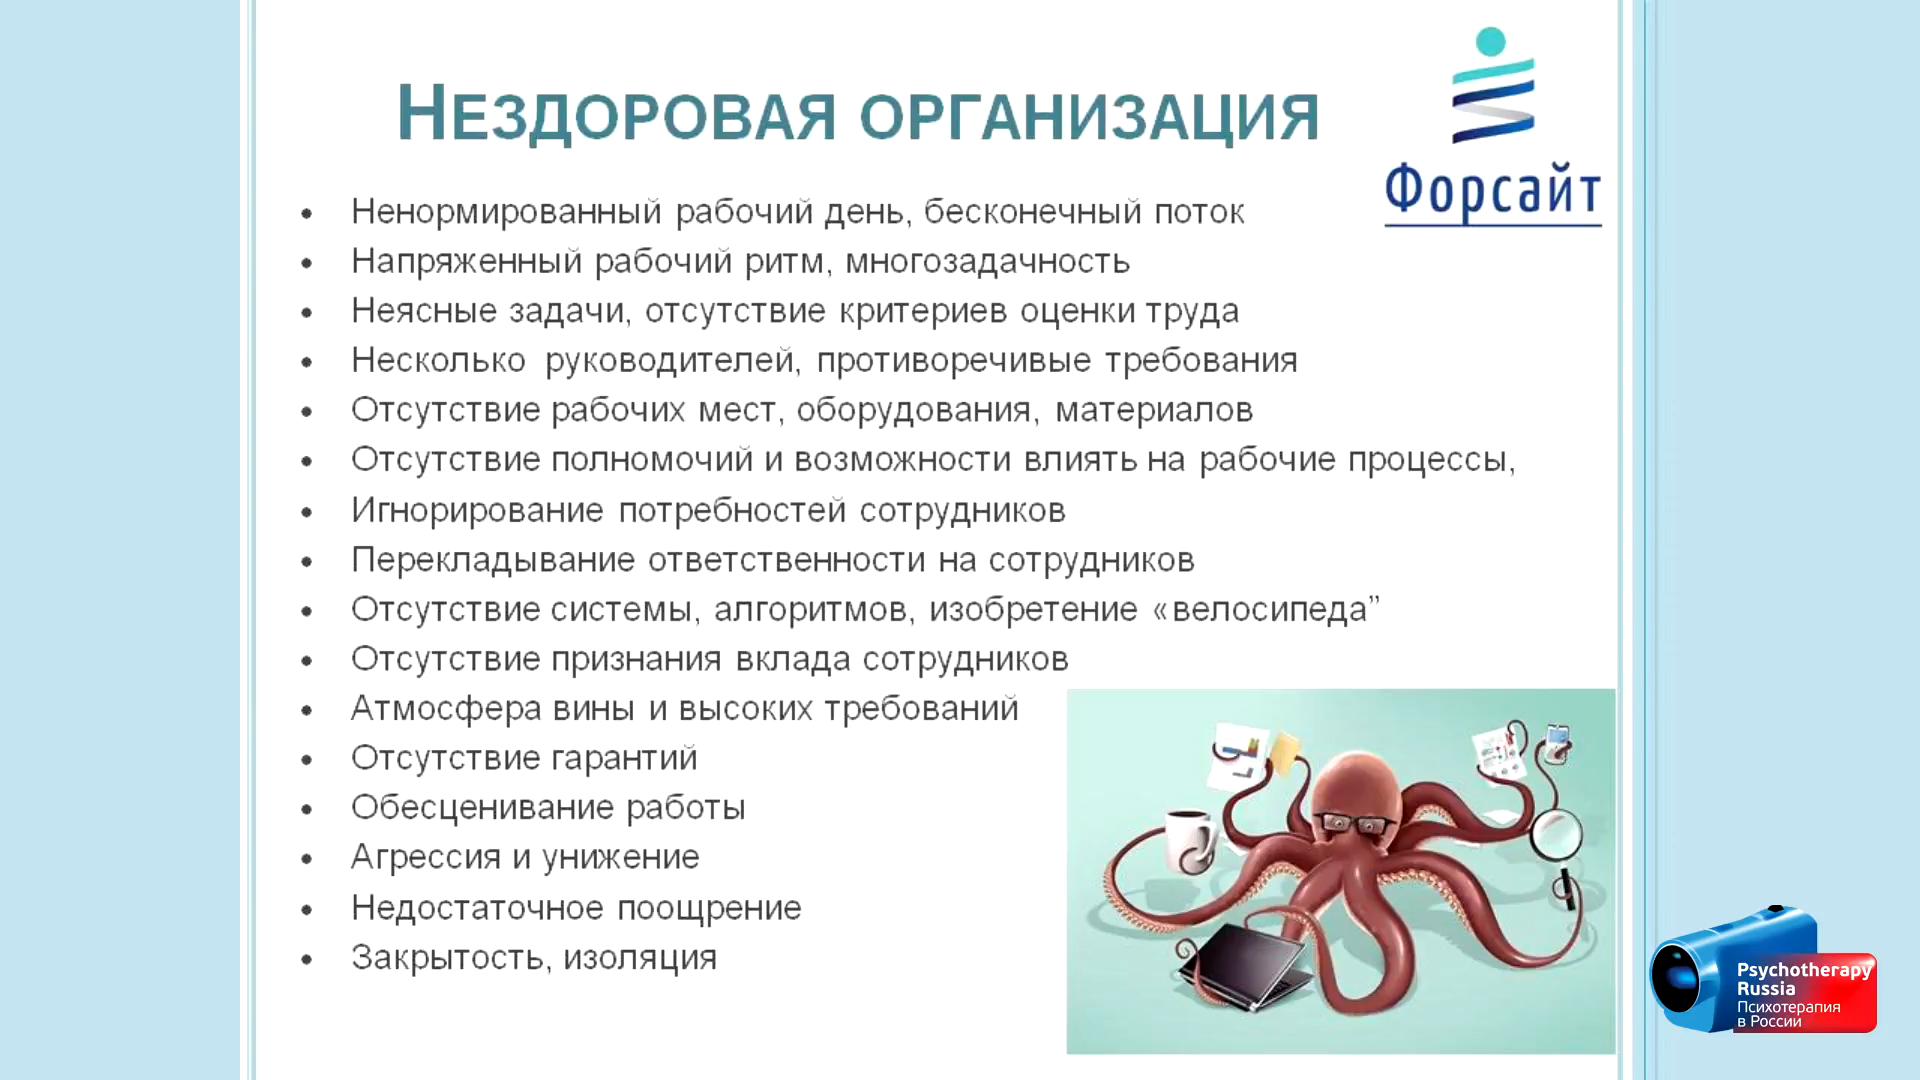 НЕЗДОРОВАЯ ОРГАНИЗАЦИЯ
Форсайт
• Ненормированный рабочий день, бесконечный поток
• Напряженный рабочий ритм, многозадачность
• Неясные задачи, отсутствие критериев оценки труда
• Несколько руководителей, противоречивые требования
• Отсутствие рабочих мест, оборудования, материалов
• Отсутствие полномочий и возможности влиять на рабочие процессы,
• Игнорирование потребностей сотрудников
• Перекладывание ответственности на сотрудников
• Отсутствие системы, алгоритмов, изобретение «велосипеда”
• Отсутствие признания вклада сотрудников
• Атмосфера вины и высоких требований
• Отсутствие гарантий
• Обесценивание работы
• Агрессия и унижение
• Недостаточное поощрение
• Закрытость, изоляция
Psychotherapy
Russia
Психотерапия
в России